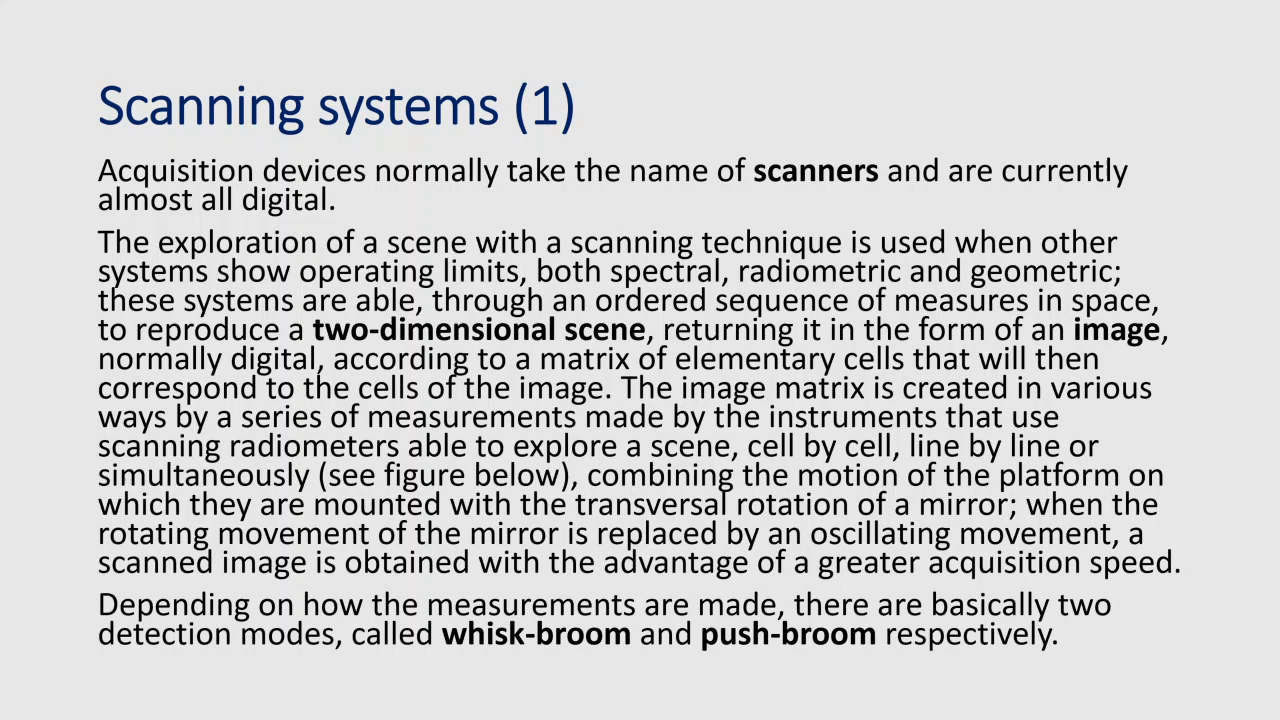 Scanning systems (1)
Acquisition devices normally take the name of scanners and are currently
almost all digital.
The exploration of a scene with a scanning technique is used when other
systems show operating limits, both spectral, radiometric and geometric;
these systems are able, through an ordered sequence of measures in space,
to reproduce a two-dimensional scene, returning it in the form of an image,
normally digital, according to a matrix of elementary cells that will then
correspond to the cells of the image. The image matrix is created in various
ways by a series of measurements made by the instruments that use
scanning radiometers able to explore a scene, cell by cell, line by line or
simultaneously (see figure below), combining the motion of the platform on
which they are mounted with the transversal rotation of a mirror; when the
rotating movement of the mirror is replaced by an oscillating movement, a
scanned image is obtained with the advantage of a greater acquisition speed.
Depending on how the measurements are made, there are basically two
detection modes, called whisk-broom and push-broom respectively.